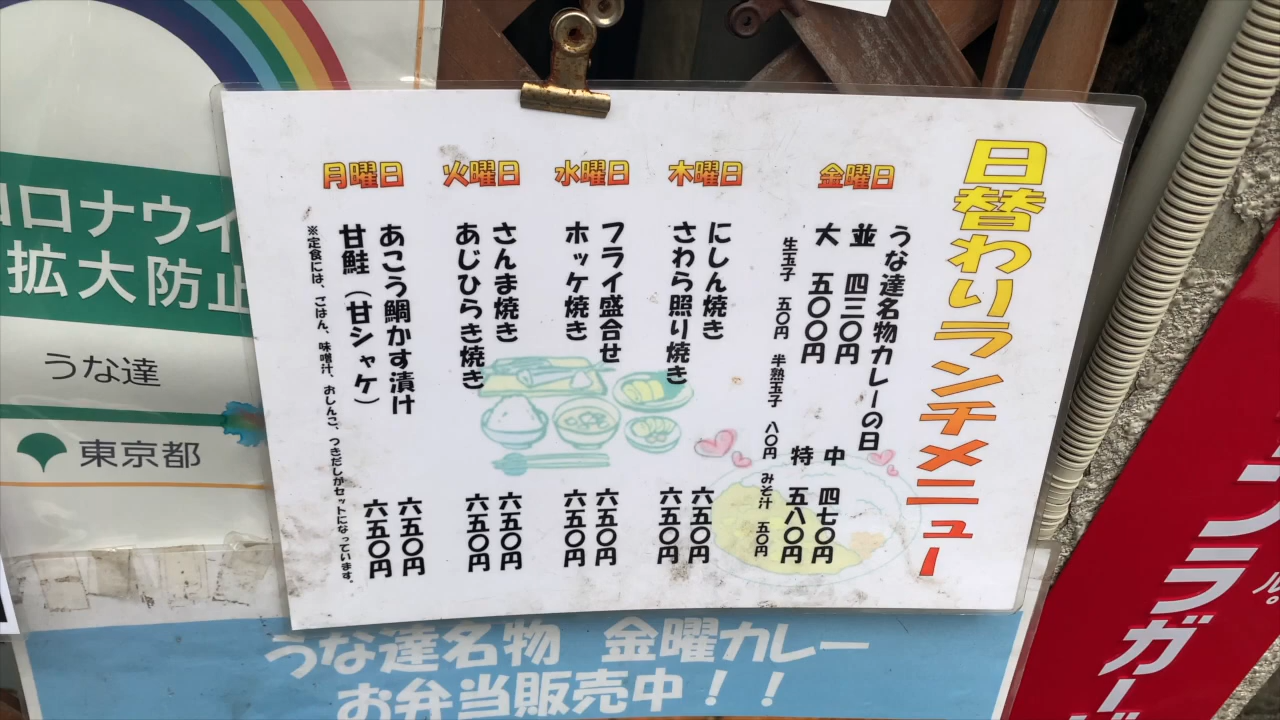 日替わりランチメニュー
金曜日
うな達名物カレーの日
並 四三〇円 中 四七〇円
大 五〇〇円 特 五八〇円
生玉子 五〇円 半熟玉子 八〇円 みそ汁 五〇円
木曜日
にしん焼き 六五〇円
さわら照り焼き 六五〇円
水曜日
フライ盛合せ 六五〇円
ホッケ焼き 六五〇円
火曜日
さんま焼き 六五〇円
あじひらき焼き 六五〇円
月曜日
あこう鯛かす漬け 六五〇円
甘鮭(甘シャケ) 六五〇円
※定食には、ごはん、味噌汁、おしんこ、つきだしがセットになっています。
うな達名物 金曜カレー
お弁当販売中!!
コロナウイ
拡大防止
うな達
東京都
プラガー